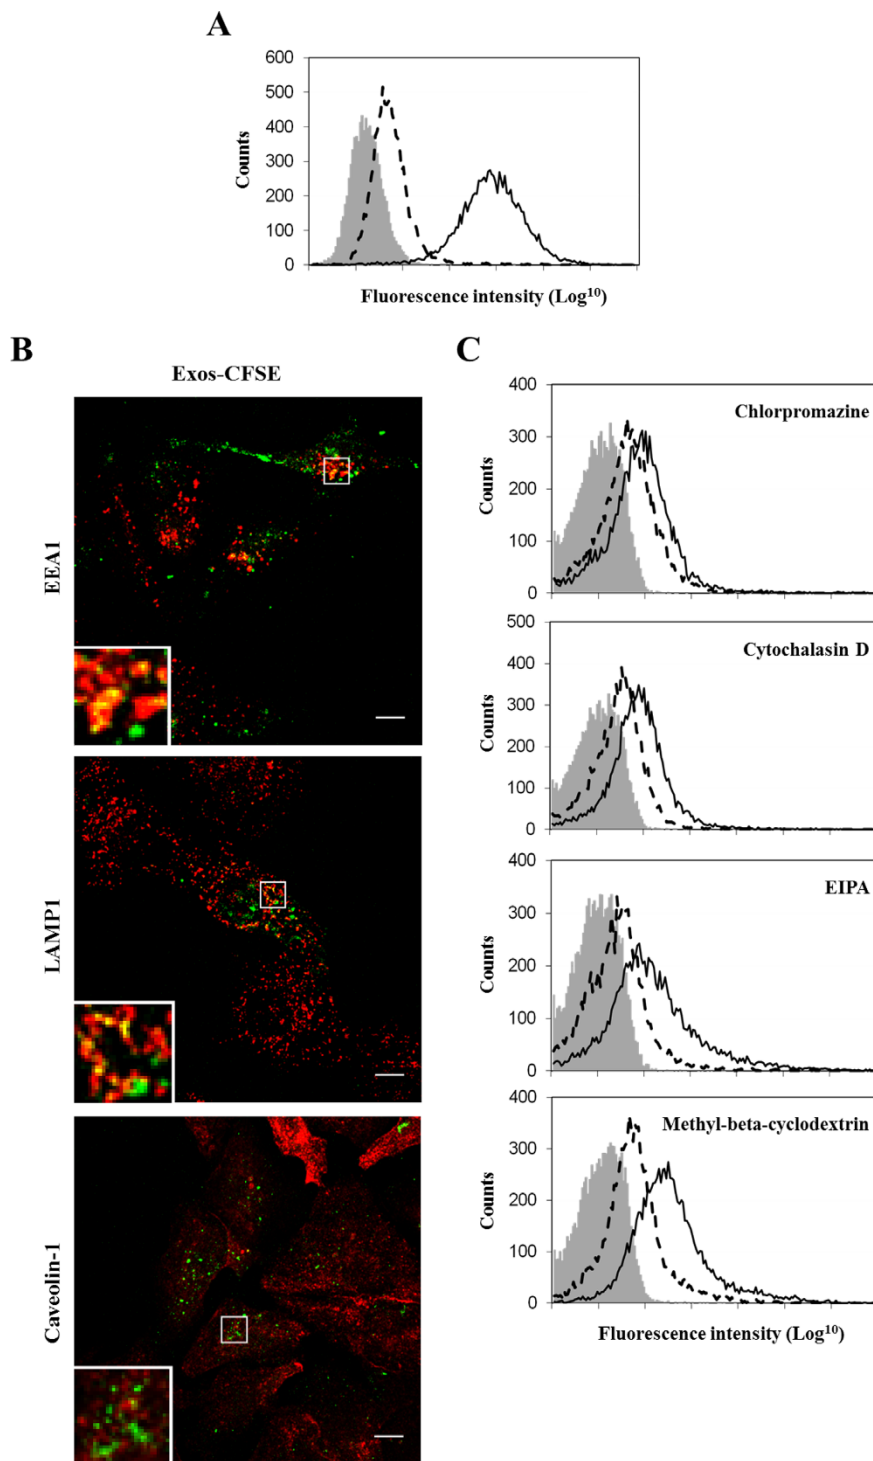 A
600
500
400
300
200
100
0
Counts
Fluorescence intensity (Log10)
B
Exos-CFSE
EEA1
LAMP1
Caveolin-1
C
400
300
200
100
0
Counts
Chlorpromazine
500
400
300
200
100
0
Counts
Cytochalasin D
400
300
200
100
0
Counts
EIPA
400
300
200
100
0
Counts
Methyl-beta-cyclodextrin
Fluorescence intensity (Log10)